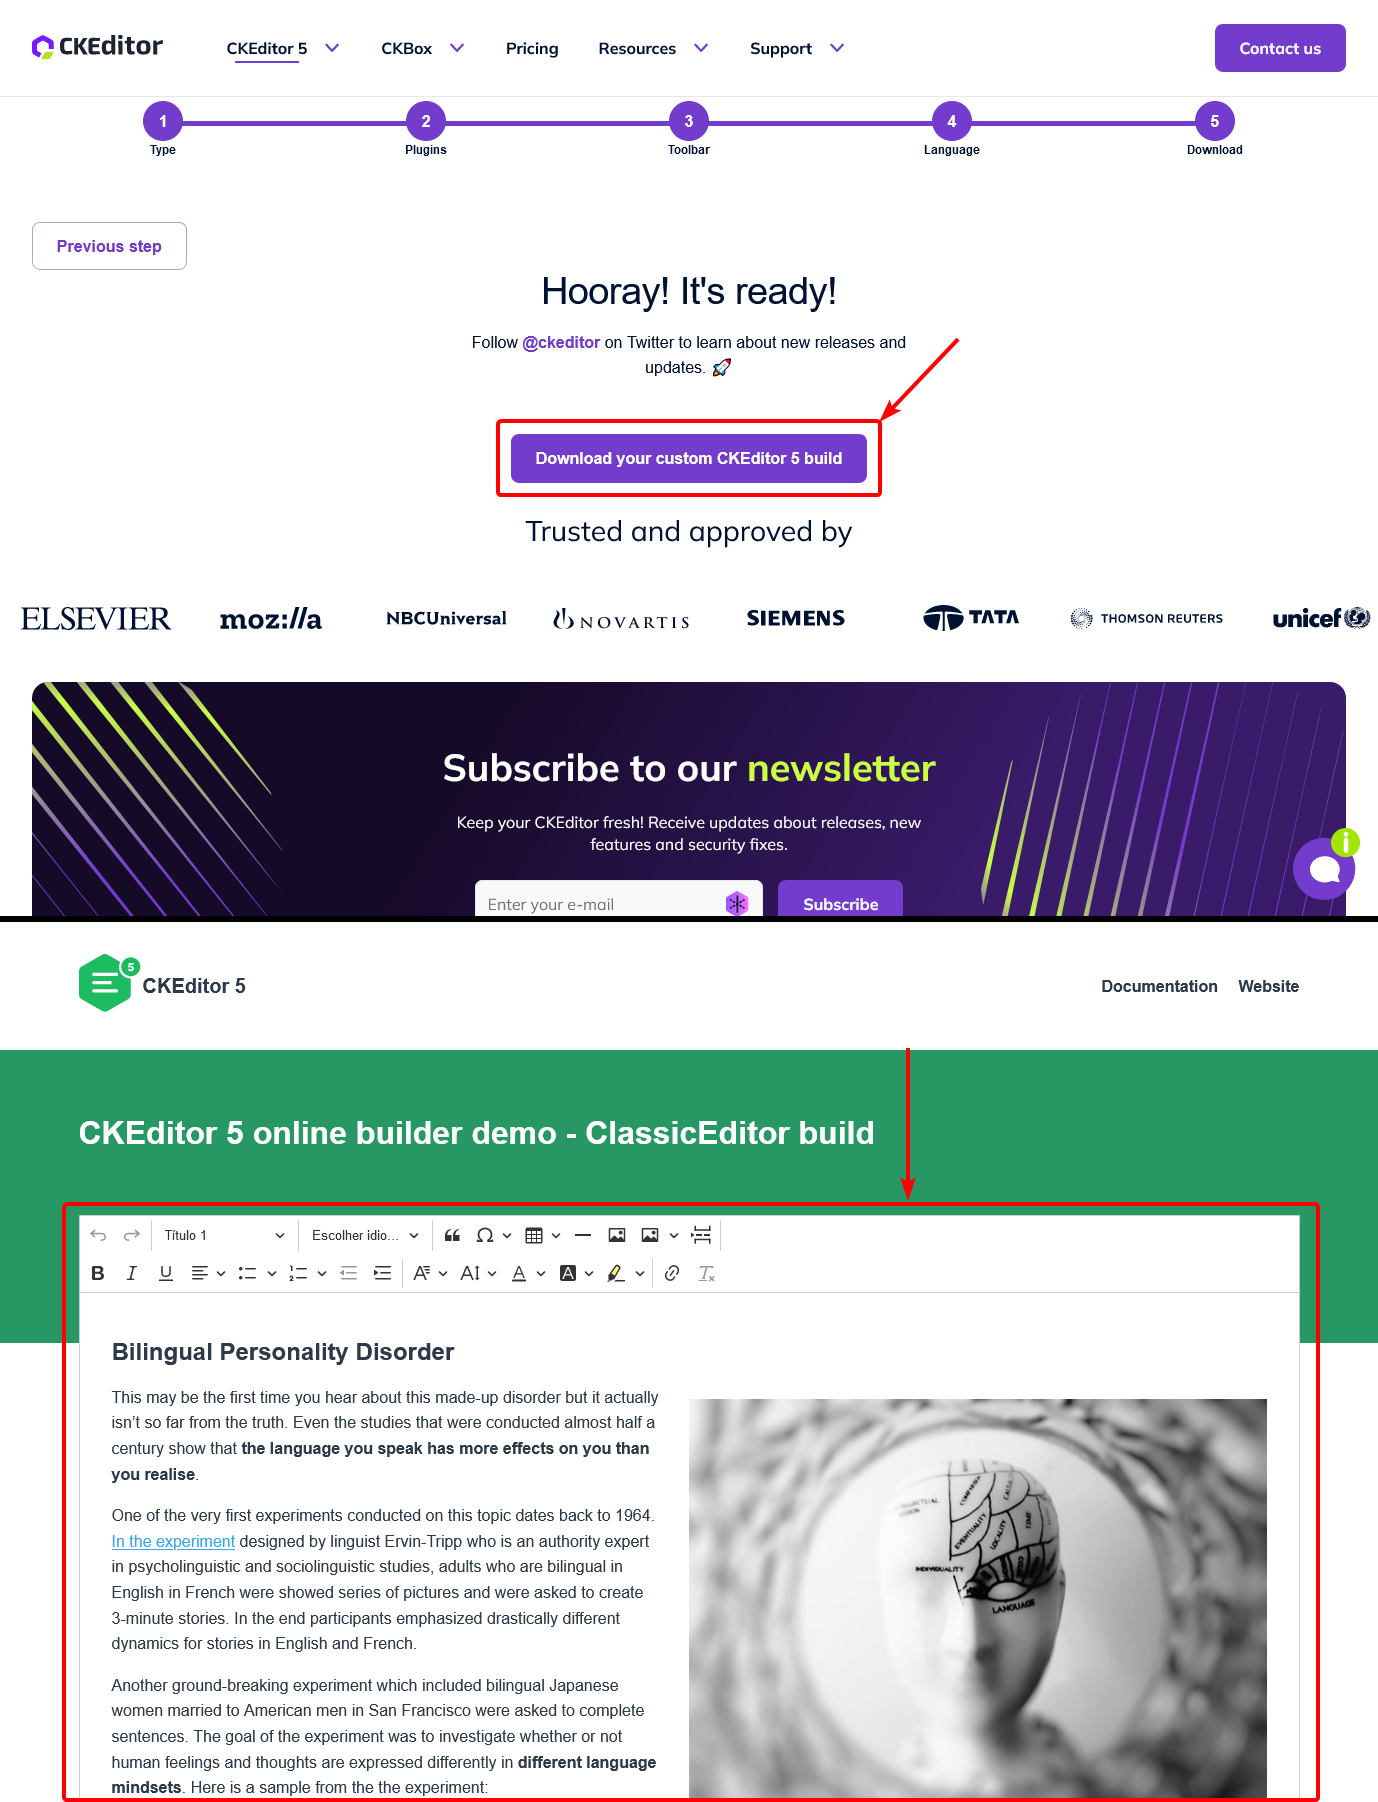 CKEditor
CKEditor 5 CKBox Pricing Resources Support
Contact us
1 2 3 4 5
Type Plugins Toolbar Language Download
Previous step
Hooray! It's ready!
Follow @ckeditor on Twitter to learn about new releases and
updates. 🚀
Download your custom CKEditor 5 build
Trusted and approved by
ELSEVIER moz://a NBCUniversal NOVARTIS SIEMENS TATA THOMSON REUTERS unicef
Subscribe to our newsletter
Keep your CKEditor fresh! Receive updates about releases, new
features and security fixes.
i
Enter your e-mail Subscribe
5
CKEditor 5 Documentation Website
CKEditor 5 online builder demo - ClassicEditor build
Título 1 Escolher idio...
Bilingual Personality Disorder
This may be the first time you hear about this made-up disorder but it actually
isn't so far from the truth. Even the studies that were conducted almost half a
century show that the language you speak has more effects on you than
you realise.
One of the very first experiments conducted on this topic dates back to 1964.
In the experiment designed by linguist Ervin-Tripp who is an authority expert
in psycholinguistic and sociolinguistic studies, adults who are bilingual in
English in French were showed series of pictures and were asked to create
3-minute stories. In the end participants emphasized drastically different
dynamics for stories in English and French.
Another ground-breaking experiment which included bilingual Japanese
women married to American men in San Francisco were asked to complete
sentences. The goal of the experiment was to investigate whether or not
human feelings and thoughts are expressed differently in different language
mindsets. Here is a sample from the the experiment:
EVENTUALITY
LOCALITY
TIME
INDIVIDUALITY
LANGUAGE